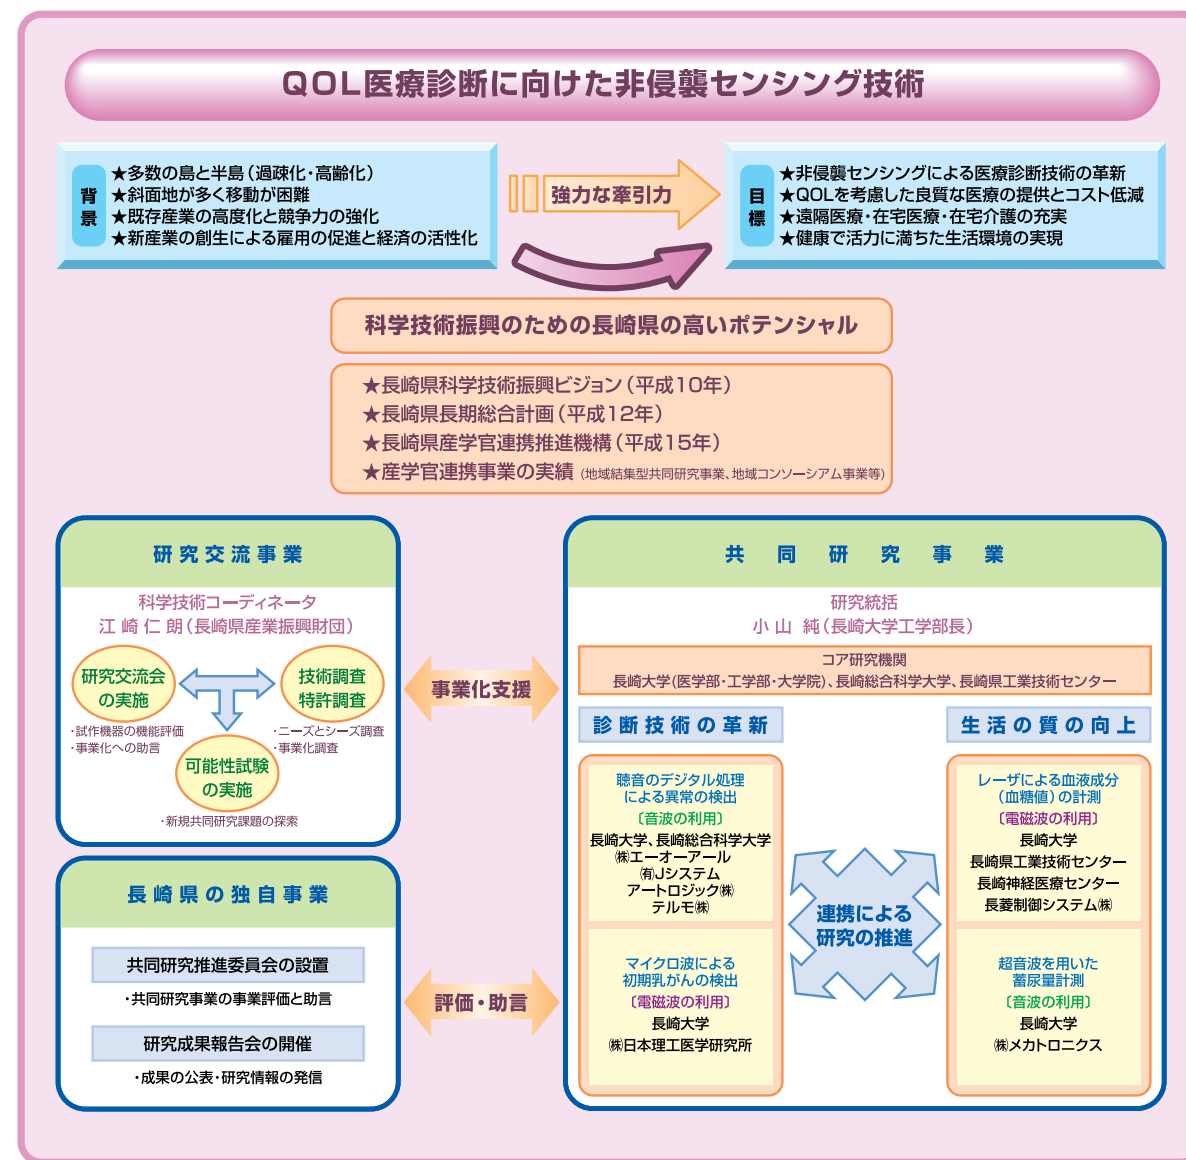 QOL医療診断に向けた非侵襲センシング技術
背景
★多数の島と半島（過疎化・高齢化）
★斜面地が多く移動が困難
★既存産業の高度化と競争力の強化
★新産業の創生による雇用の促進と経済の活性化
強力な牽引力
目標
★非侵襲センシングによる医療診断技術の革新
★QOLを考慮した良質な医療の提供とコスト低減
★遠隔医療・在宅医療・在宅介護の充実
★健康で活力に満ちた生活環境の実現
科学技術振興のための長崎県の高いポテンシャル
★長崎県科学技術振興ビジョン（平成10年）
★長崎県長期総合計画（平成12年）
★長崎県産学官連携推進機構（平成15年）
★産学官連携事業の実績（地域結集型共同研究事業、地域コンソーシアム事業等）
研究交流事業
科学技術コーディネータ
江崎仁朗（長崎県産業振興財団）
研究交流会
の実施
・試作機器の機能評価
・事業化への助言
技術調査
特許調査
・ニーズとシーズ調査
・事業化調査
可能性試験
の実施
・新規共同研究課題の探索
長崎県の独自事業
共同研究推進委員会の設置
・共同研究事業の事業評価と助言
研究成果報告会の開催
・成果の公表・研究情報の発信
事業化支援
評価・助言
共同研究事業
研究統括
小山 純（長崎大学工学部長）
コア研究機関
長崎大学（医学部・工学部・大学院）、長崎総合科学大学、長崎県工業技術センター
診断技術の革新
聴音のデジタル処理
による異常の検出
〔音波の利用〕
長崎大学、長崎総合科学大学
㈱エーオーアール
㈲Jシステム
アートロジック㈱
テルモ㈱
マイクロ波による
初期乳がんの検出
〔電磁波の利用〕
長崎大学
㈱日本理工医学研究所
連携による
研究の推進
生活の質の向上
レーザによる血液成分
（血糖値）の計測
〔電磁波の利用〕
長崎大学
長崎県工業技術センター
長崎神経医療センター
長菱制御システム㈱
超音波を用いた
蓄尿量計測
〔音波の利用〕
長崎大学
㈱メカトロニクス